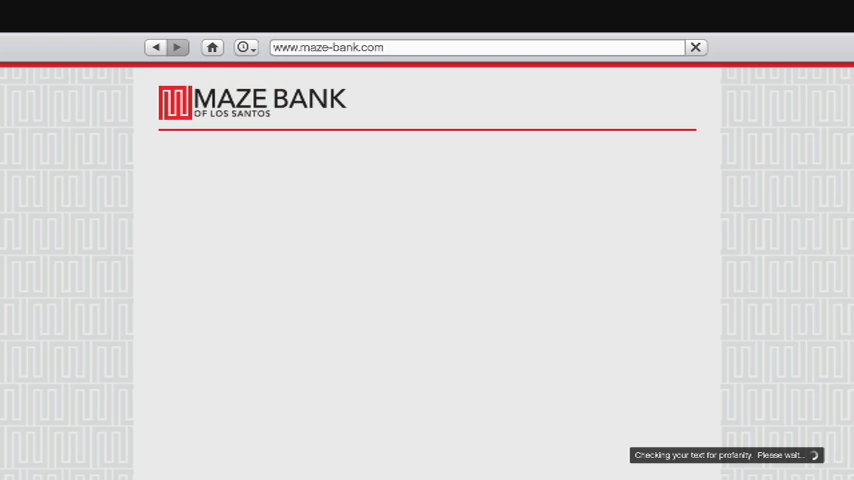 www.maze-bank.com
MAZE BANK
OF LOS SANTOS
Checking your text for profanity. Please wait...